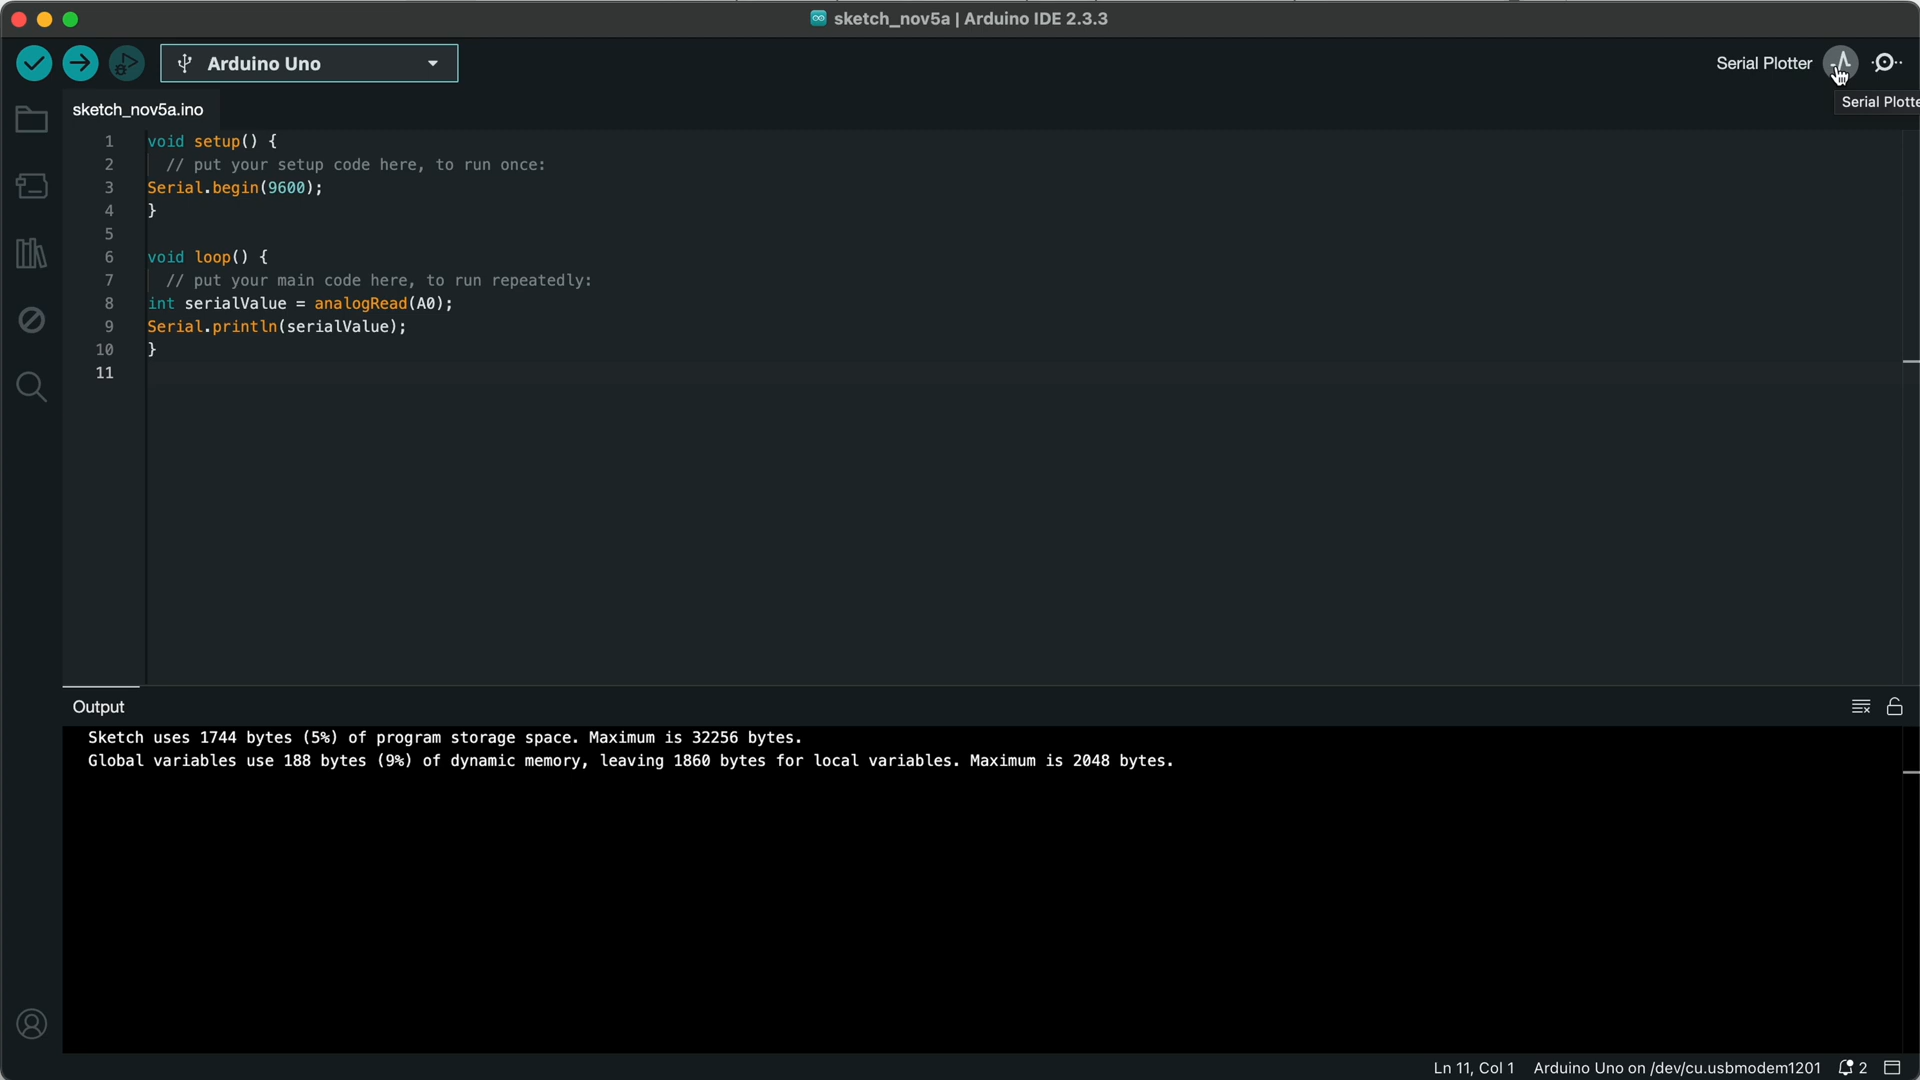 sketch_nov5a | Arduino IDE 2.3.3
Arduino Uno
Serial Plotter
Serial Plotte
sketch_nov5a.ino
1 void setup() {
2 // put your setup code here, to run once:
3 Serial.begin(9600);
4 }
5
6 void loop() {
7 // put your main code here, to run repeatedly:
8 int serialValue = analogRead(A0);
9 Serial.println(serialValue);
10 }
11
Output
Sketch uses 1744 bytes (5%) of program storage space. Maximum is 32256 bytes.
Global variables use 188 bytes (9%) of dynamic memory, leaving 1860 bytes for local variables. Maximum is 2048 bytes.
Ln 11, Col 1 Arduino Uno on /dev/cu.usbmodem1201 2